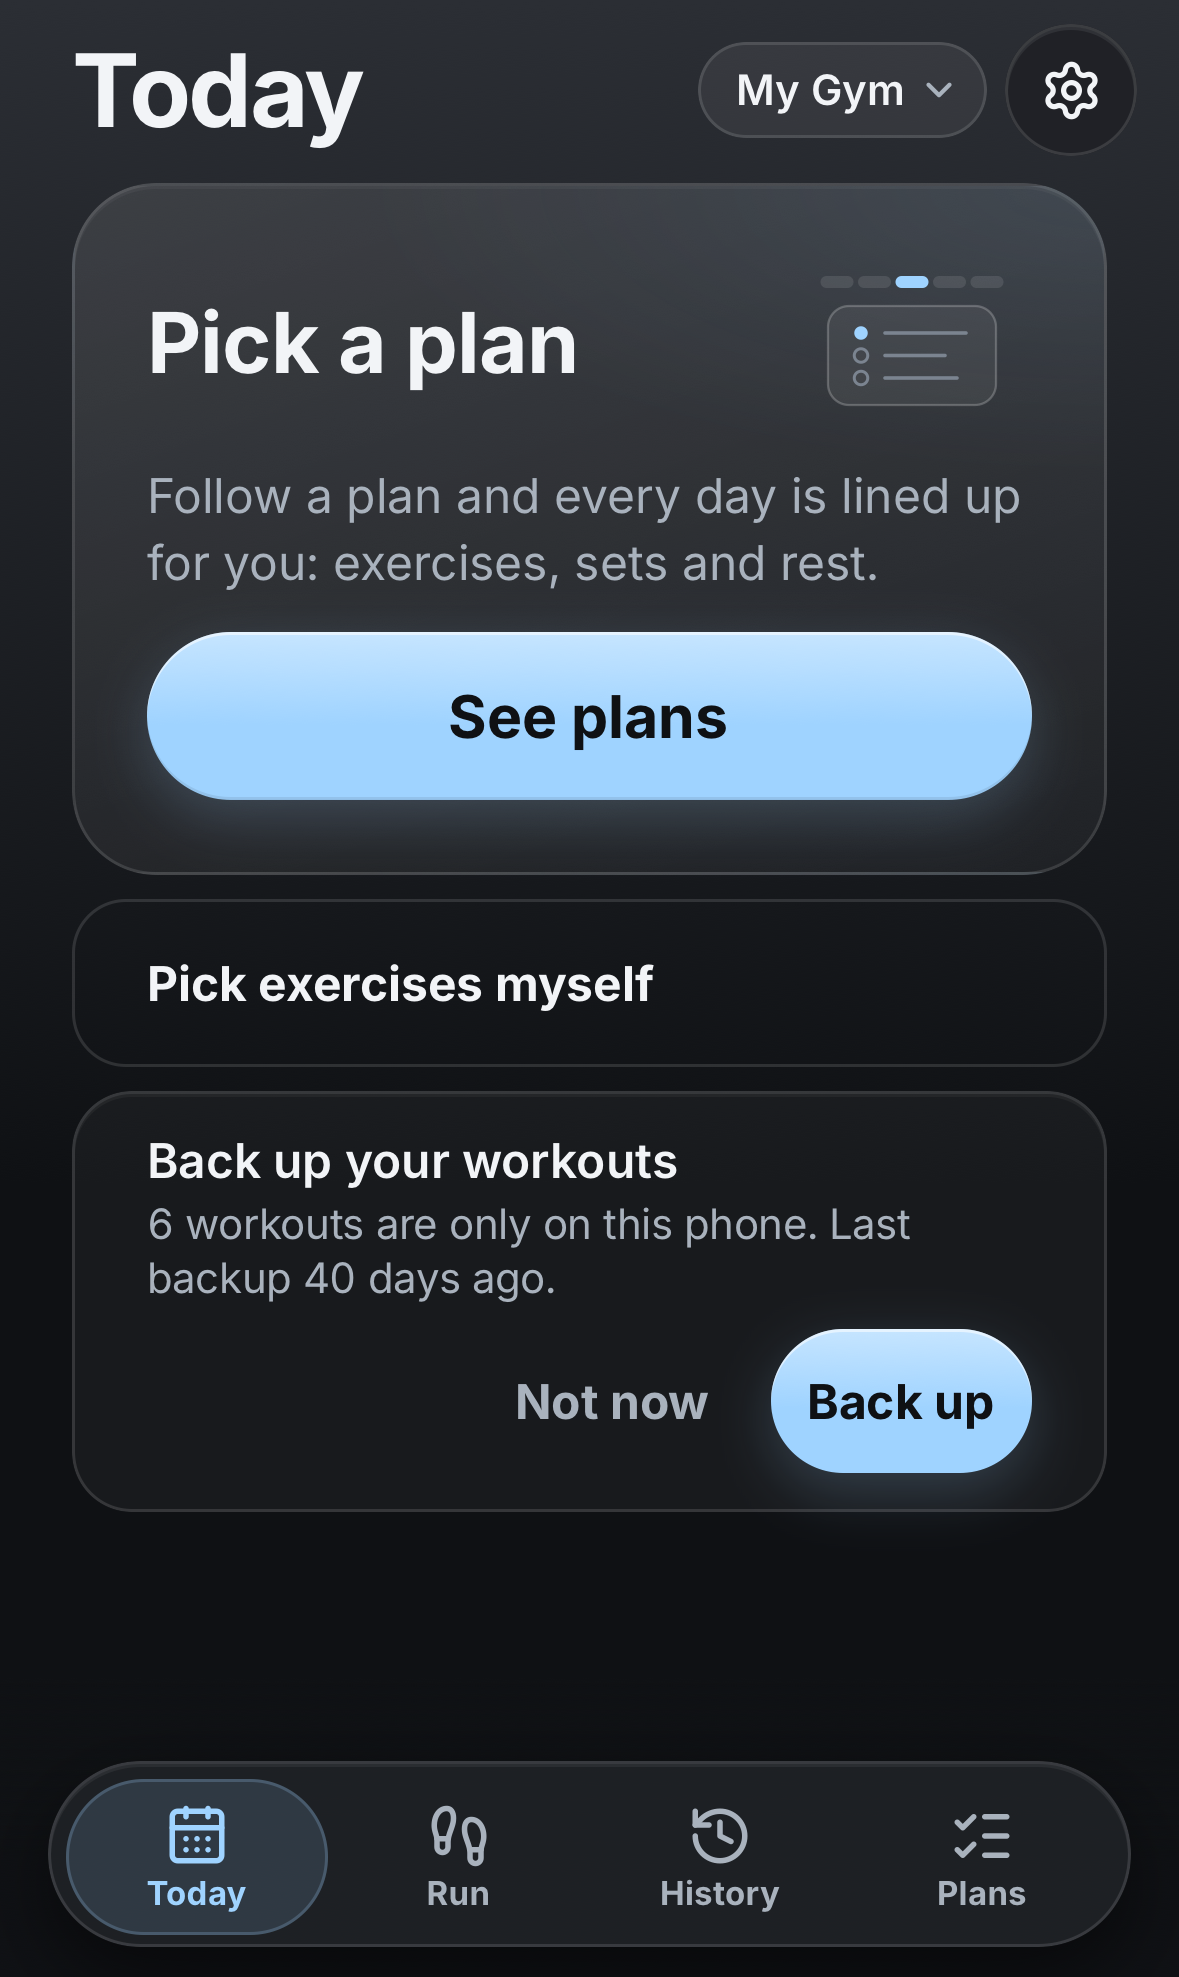 Today
My Gym
Pick a plan
Follow a plan and every day is lined up
for you: exercises, sets and rest.
See plans
Pick exercises myself
Back up your workouts
6 workouts are only on this phone. Last
backup 40 days ago.
Not now
Back up
Today
Run
History
Plans